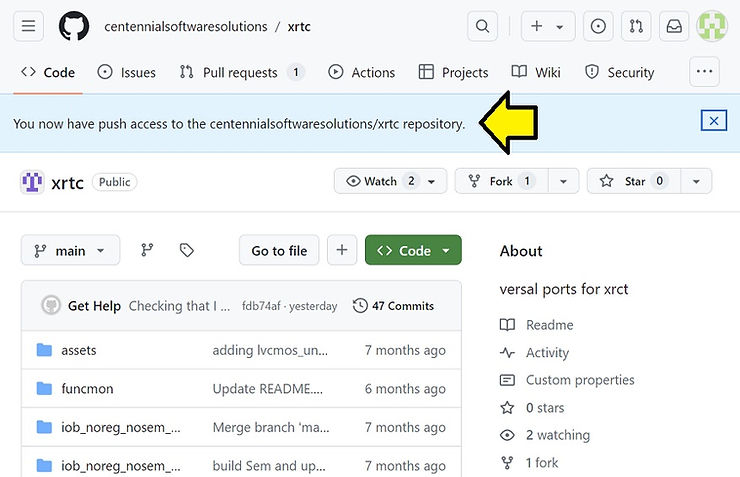 centennialsoftwaresolutions / xrtc
Code Issues Pull requests 1 Actions Projects Wiki Security
You now have push access to the centennialsoftwaresolutions/xrtc repository.
xrtc Public Watch 2 Fork 1 Star 0
main Go to file Code
About
versal ports for xrct
Get Help Checking that I ... fdb74af · yesterday 47 Commits
Readme
assets adding lvcmos_un... 7 months ago
Activity
Custom properties
funcmon Update README.... 6 months ago
0 stars
iob_noreg_nosem_... Merge branch 'ma... 7 months ago
2 watching
iob_noreg_nosem_... build Sem and up... 7 months ago
1 fork